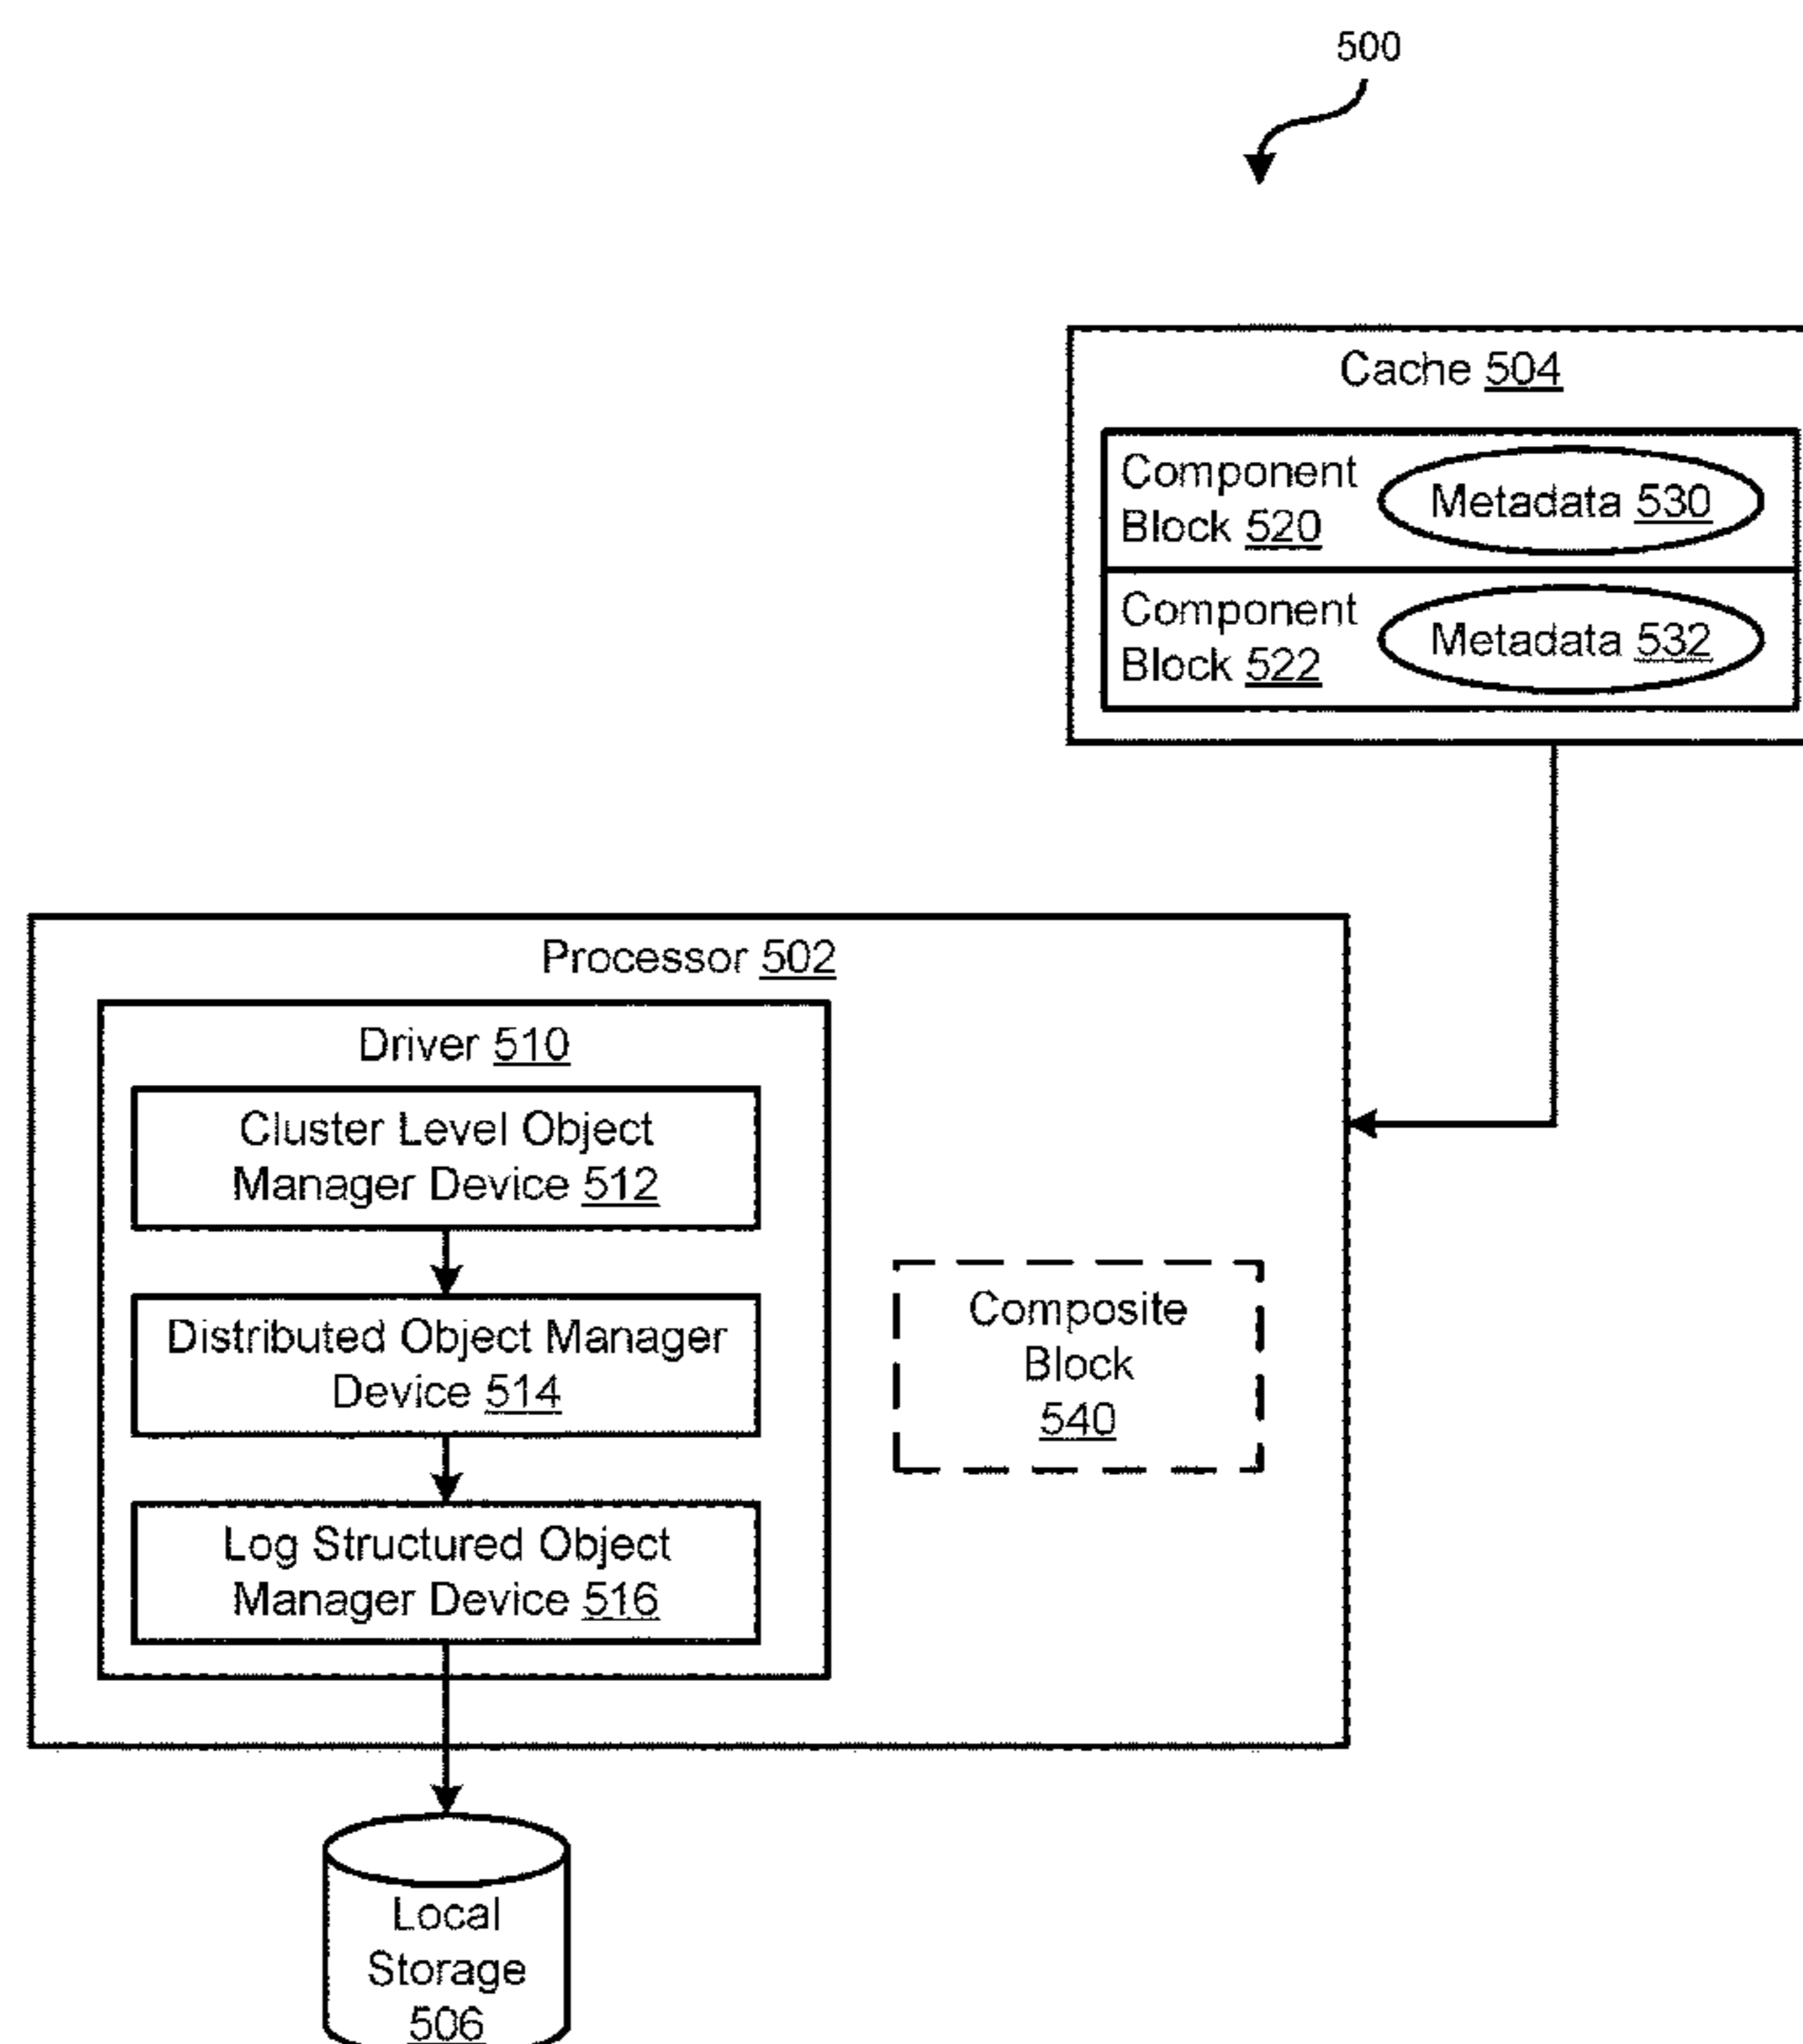 500
Cache 504
Component
Block 520
Metadata 530
Component
Block 522
Metadata 532
Processor 502
Driver 510
Cluster Level Object
Manager Device 512
Distributed Object Manager
Device 514
Log Structured Object
Manager Device 516
Composite
Block
540
Local
Storage
506